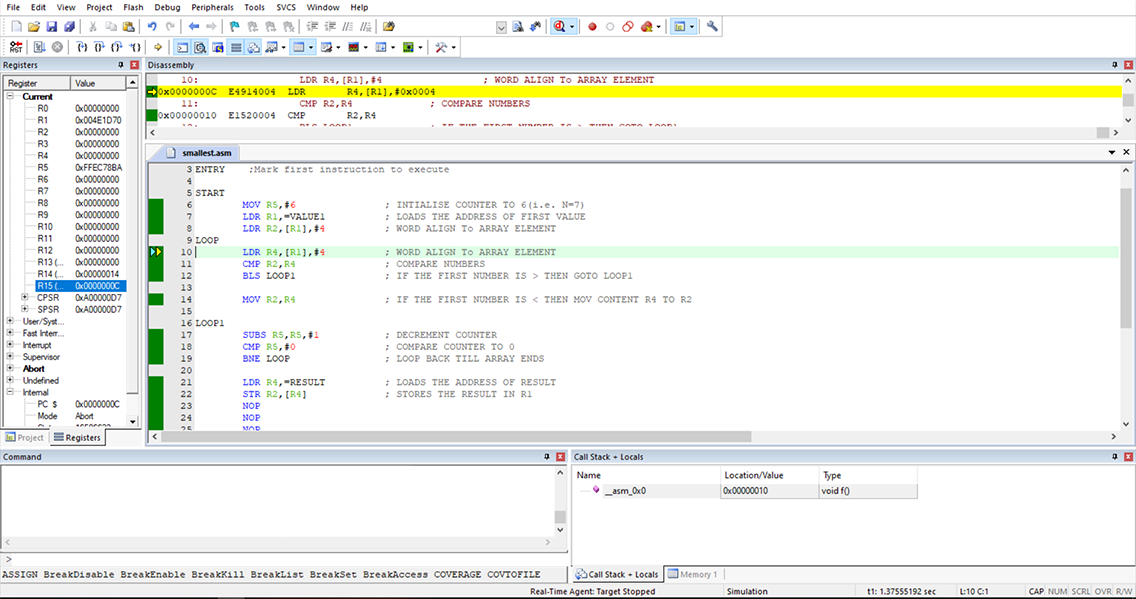 File Edit View Project Flash Debug Peripherals Tools SVCS Window Help
RST
Registers
Register Value
Current
R0 0x00000000
R1 0x004E1D70
R2 0x00000000
R3 0x00000000
R4 0x00000000
R5 0xFFEC78BA
R6 0x00000000
R7 0x00000000
R8 0x00000000
R9 0x00000000
R10 0x00000000
R11 0x00000000
R12 0x00000000
R13 (... 0x00000000
R14 (... 0x00000014
R15 (... 0x0000000C
CPSR 0xA00000D7
SPSR 0xA00000D7
User/Syst...
Fast Interr...
Interrupt
Supervisor
Abort
Undefined
Internal
PC $ 0x0000000C
Mode Abort
Project Registers
Disassembly
10: LDR R4,[R1],#4 ; WORD ALIGN To ARRAY ELEMENT
0x0000000C E4914004 LDR R4,[R1],#0x0004
11: CMP R2,R4 ; COMPARE NUMBERS
0x00000010 E1520004 CMP R2,R4
12: BLS LOOP1 ; IF THE FIRST NUMBER IS > THEN GOTO LOOP1
smallest.asm
3 ENTRY ;Mark first instruction to execute
4
5 START
6 MOV R5,#6 ; INTIALISE COUNTER TO 6(i.e. N=7)
7 LDR R1,=VALUE1 ; LOADS THE ADDRESS OF FIRST VALUE
8 LDR R2,[R1],#4 ; WORD ALIGN To ARRAY ELEMENT
9 LOOP
10 LDR R4,[R1],#4 ; WORD ALIGN To ARRAY ELEMENT
11 CMP R2,R4 ; COMPARE NUMBERS
12 BLS LOOP1 ; IF THE FIRST NUMBER IS > THEN GOTO LOOP1
13
14 MOV R2,R4 ; IF THE FIRST NUMBER IS < THEN MOV CONTENT R4 TO R2
15
16 LOOP1
17 SUBS R5,R5,#1 ; DECREMENT COUNTER
18 CMP R5,#0 ; COMPARE COUNTER TO 0
19 BNE LOOP ; LOOP BACK TILL ARRAY ENDS
20
21 LDR R4,=RESULT ; LOADS THE ADDRESS OF RESULT
22 STR R2,[R4] ; STORES THE RESULT IN R1
23 NOP
24 NOP
25 NOP
Command
>
ASSIGN BreakDisable BreakEnable BreakKill BreakList BreakSet BreakAccess COVERAGE COVTOFILE
Call Stack + Locals
Name Location/Value Type
__asm_0x0 0x00000010 void f()
Call Stack + Locals Memory 1
Real-Time Agent: Target Stopped Simulation t1: 1.37555192 sec L:10 C:1 CAP NUM SCRL OVR R/W